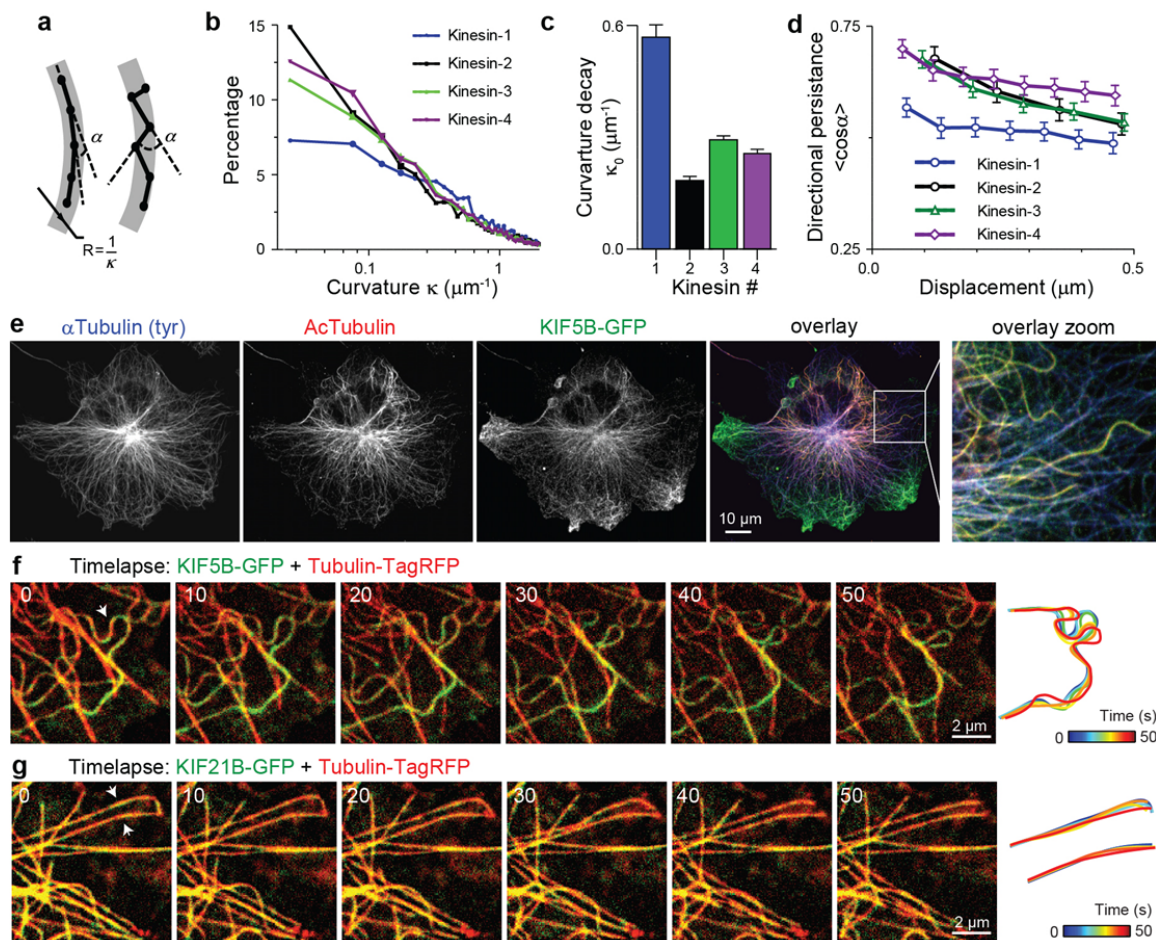 a
α
α
R=1/κ
b
Percentage
15
10
5
0
Kinesin-1
Kinesin-2
Kinesin-3
Kinesin-4
0.1
1
Curvature κ (μm-1)
c
Curvarture decay
κ0 (μm-1)
0.6
0.0
1 2 3 4
Kinesin #
d
Directional persistance
<cosα>
0.75
0.25
Kinesin-1
Kinesin-2
Kinesin-3
Kinesin-4
0.0
0.5
Displacement (μm)
e
αTubulin (tyr)
AcTubulin
KIF5B-GFP
overlay
overlay zoom
10 μm
f
Timelapse: KIF5B-GFP + Tubulin-TagRFP
0
10
20
30
40
50
2 μm
Time (s)
0
50
g
Timelapse: KIF21B-GFP + Tubulin-TagRFP
0
10
20
30
40
50
2 μm
Time (s)
0
50